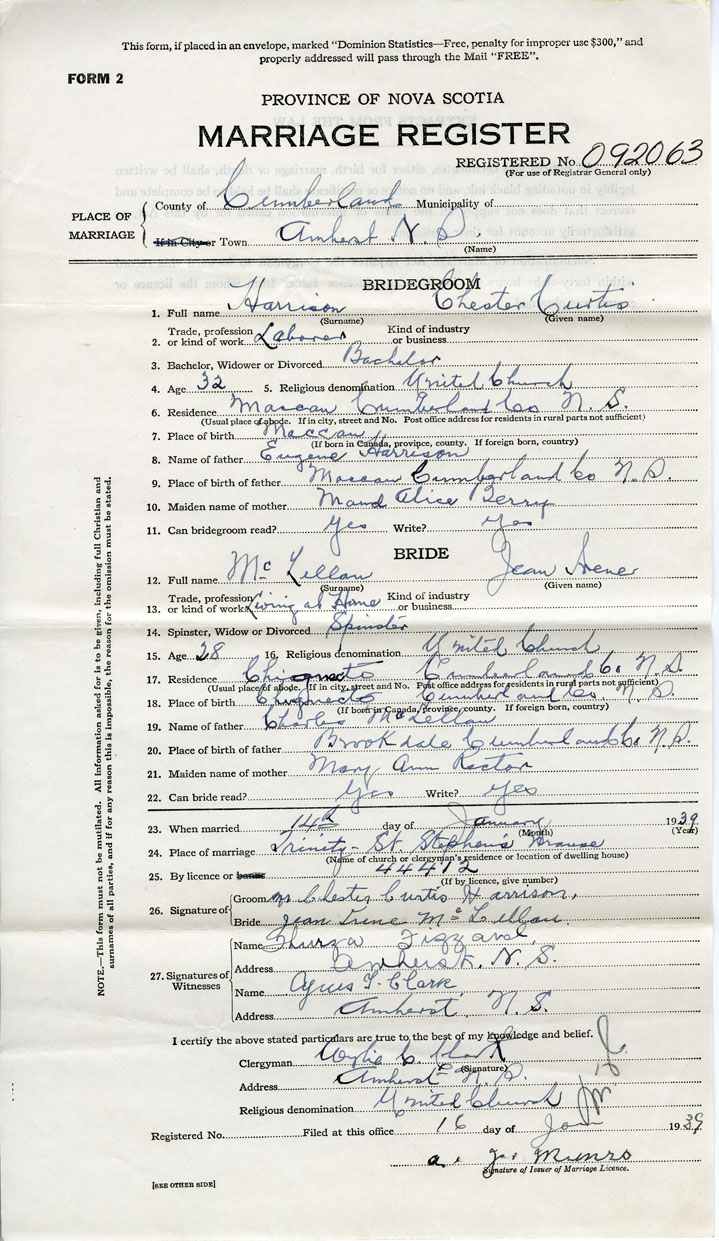 This form, if placed in an envelope, marked "Dominion Statistics—Free, penalty for improper use $300," and
properly addressed will pass through the Mail "FREE".
FORM 2
PROVINCE OF NOVA SCOTIA
MARRIAGE REGISTER
REGISTERED No. 092063
(For use of Registrar General only)
PLACE OF MARRIAGE
County of Cumberland Municipality of
If in City or Town Amherst N.S.
(Name)
BRIDEGROOM
1. Full name Harrison Chester Curtis
(Surname) (Given name)
2. Trade, profession or kind of work Laborer Kind of industry or business
3. Bachelor, Widower or Divorced Bachelor
4. Age 32 5. Religious denomination United Church
6. Residence Maccan Cumberland Co N.S.
(Usual place of abode. If in city, street and No. Post office address for residents in rural parts not sufficient)
7. Place of birth Maccan
(If born in Canada, province, county. If foreign born, country)
8. Name of father Eugene Harrison
9. Place of birth of father Maccan Cumberland Co N.S.
10. Maiden name of mother Maud Alice Berry
11. Can bridegroom read? Yes Write? Yes
BRIDE
12. Full name McLellan Jean Irene
(Surname) (Given name)
13. Trade, profession or kind of work Living at Home Kind of industry or business
14. Spinster, Widow or Divorced Spinster
15. Age 28 16. Religious denomination United Church
17. Residence Chignecto Cumberland Co. N.S.
(Usual place of abode. If in city, street and No. Post office address for residents in rural parts not sufficient)
18. Place of birth Chignecto Cumberland Co. N.S.
(If born in Canada, province, county. If foreign born, country)
19. Name of father Charles McLellan
20. Place of birth of father Brookdale Cumberland Co. N.S.
21. Maiden name of mother Mary Ann Rector
22. Can bride read? Yes Write? Yes
23. When married 14th day of January 1939
(Month) (Year)
24. Place of marriage Trinity-St. Stephen's Manse
(Name of church or clergyman's residence or location of dwelling house)
25. By licence or banns 44412
(If by licence, give number)
26. Signature of
Groom Mr Chester Curtis Harrison,
Bride Jean Irene McLellan.
27. Signatures of Witnesses
Name Thurza Fizzard
Address Amherst, N.S.
Name Agnes T. Clark
Address Amherst, N.S.
I certify the above stated particulars are true to the best of my knowledge and belief.
Clergyman C. Clark
(Signature)
Address Amherst N.S.
Religious denomination United Church
Registered No. Filed at this office 16 day of Jan 1939
a. J. Munro
Signature of Issuer of Marriage Licence.
[SEE OTHER SIDE]
NOTE.—This form must not be mutilated. All information asked for is to be given, including full Christian and
surnames of all parties, and if for any reason this is impossible, the reason for the omission must be stated.